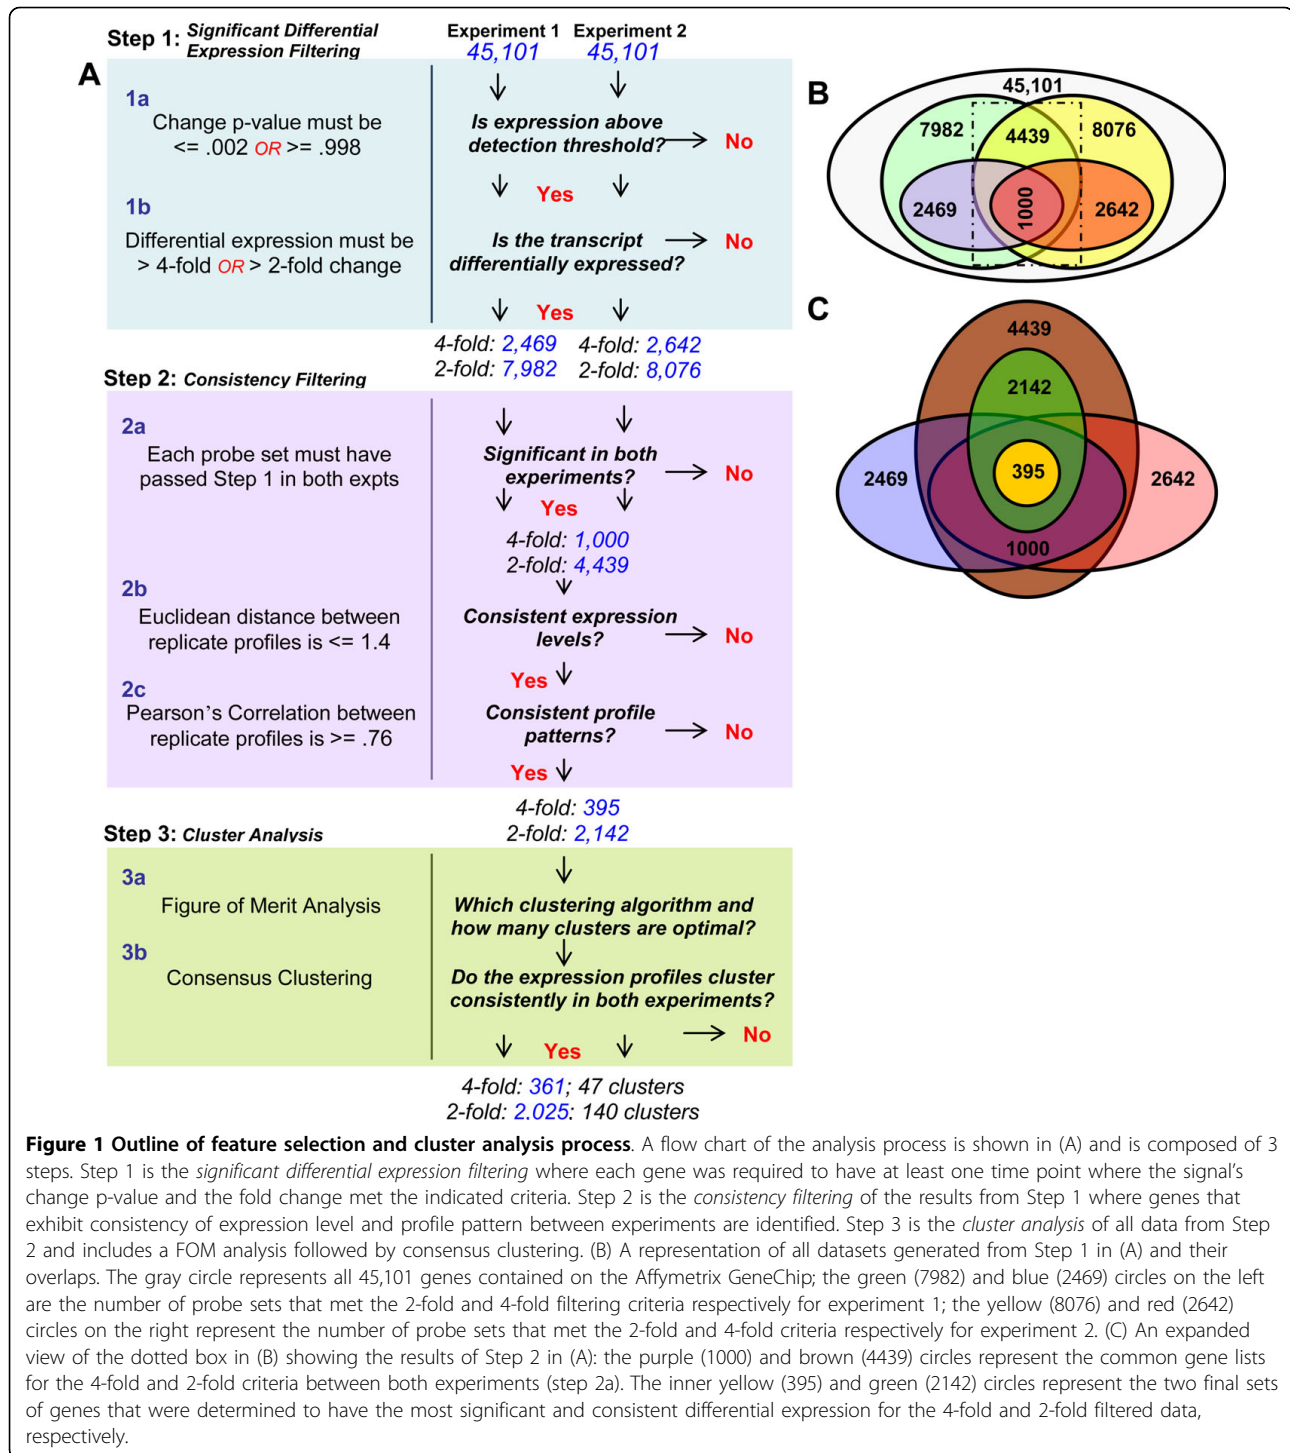 Step 1: Significant Differential
Expression Filtering
Experiment 1 Experiment 2
45,101 45,101
A
1a
Change p-value must be
<= .002 OR >= .998
Is expression above
detection threshold?
No
Yes
1b
Differential expression must be
> 4-fold OR > 2-fold change
Is the transcript
differentially expressed?
No
Yes
4-fold: 2,469 4-fold: 2,642
2-fold: 7,982 2-fold: 8,076
Step 2: Consistency Filtering
2a
Each probe set must have
passed Step 1 in both expts
Significant in both
experiments?
No
Yes
4-fold: 1,000
2-fold: 4,439
2b
Euclidean distance between
replicate profiles is <= 1.4
Consistent expression
levels?
No
Yes
2c
Pearson's Correlation between
replicate profiles is >= .76
Consistent profile
patterns?
No
Yes
4-fold: 395
2-fold: 2,142
Step 3: Cluster Analysis
3a
Figure of Merit Analysis
Which clustering algorithm and
how many clusters are optimal?
3b
Consensus Clustering
Do the expression profiles cluster
consistently in both experiments?
No
Yes
4-fold: 361; 47 clusters
2-fold: 2.025: 140 clusters
B
45,101
7982
4439
8076
2469
1000
2642
C
4439
2142
2469
395
2642
1000
Figure 1 Outline of feature selection and cluster analysis process. A flow chart of the analysis process is shown in (A) and is composed of 3
steps. Step 1 is the significant differential expression filtering where each gene was required to have at least one time point where the signal's
change p-value and the fold change met the indicated criteria. Step 2 is the consistency filtering of the results from Step 1 where genes that
exhibit consistency of expression level and profile pattern between experiments are identified. Step 3 is the cluster analysis of all data from Step
2 and includes a FOM analysis followed by consensus clustering. (B) A representation of all datasets generated from Step 1 in (A) and their
overlaps. The gray circle represents all 45,101 genes contained on the Affymetrix GeneChip; the green (7982) and blue (2469) circles on the left
are the number of probe sets that met the 2-fold and 4-fold filtering criteria respectively for experiment 1; the yellow (8076) and red (2642)
circles on the right represent the number of probe sets that met the 2-fold and 4-fold criteria respectively for experiment 2. (C) An expanded
view of the dotted box in (B) showing the results of Step 2 in (A): the purple (1000) and brown (4439) circles represent the common gene lists
for the 4-fold and 2-fold criteria between both experiments (step 2a). The inner yellow (395) and green (2142) circles represent the two final sets
of genes that were determined to have the most significant and consistent differential expression for the 4-fold and 2-fold filtered data,
respectively.